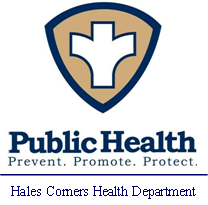 Public Health
Prevent. Promote. Protect.
Hales Corners Health Department